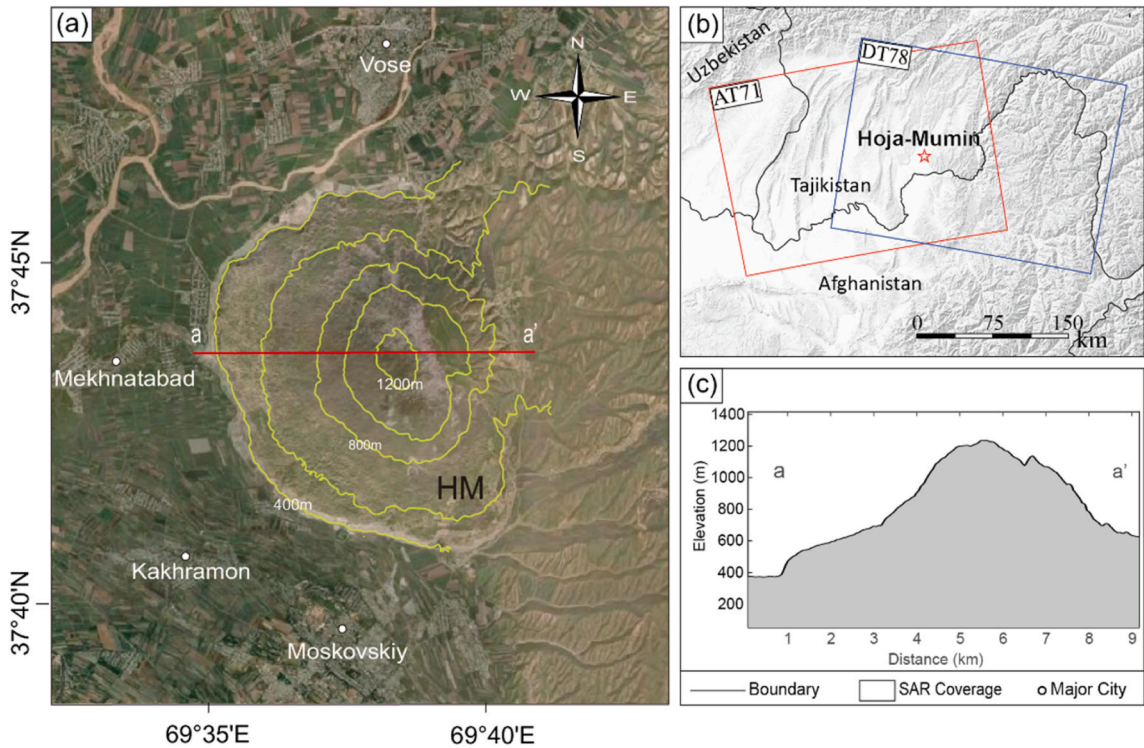 (a)
Vose
N
W E
S
37°45'N
a a'
Mekhnatabad
1200m
800m
HM
400m
Kakhramon
37°40'N
Moskovskiy
69°35'E 69°40'E
(b)
Uzbekistan
DT78
AT71
Hoja-Mumin
Tajikistan
Afghanistan
0 75 150
km
(c)
1400
1200
1000
800
600
400
200
Elevation (m)
a a'
1 2 3 4 5 6 7 8 9
Distance (km)
Boundary SAR Coverage Major City